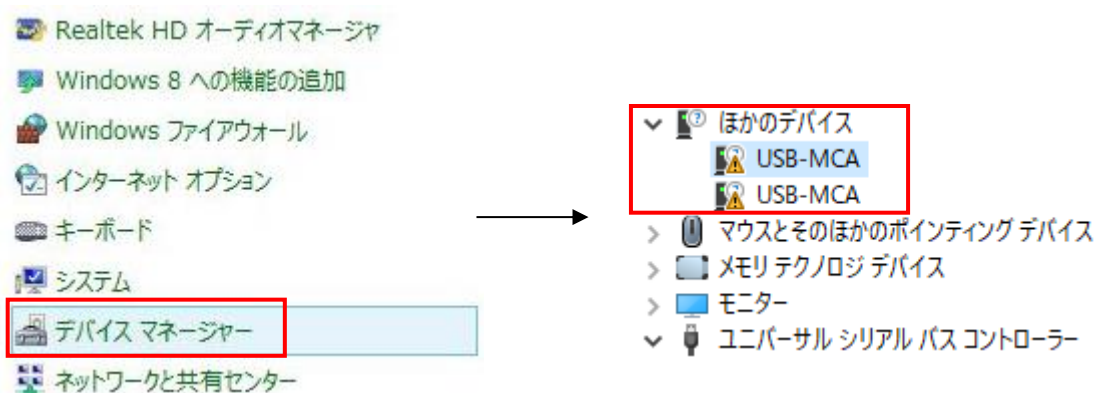 Realtek HD オーディオマネージャ
Windows 8 への機能の追加
Windows ファイアウォール
インターネット オプション
キーボード
システム
デバイス マネージャー
ネットワークと共有センター
ほかのデバイス
USB-MCA
USB-MCA
マウスとそのほかのポインティング デバイス
メモリ テクノロジ デバイス
モニター
ユニバーサル シリアル バス コントローラー